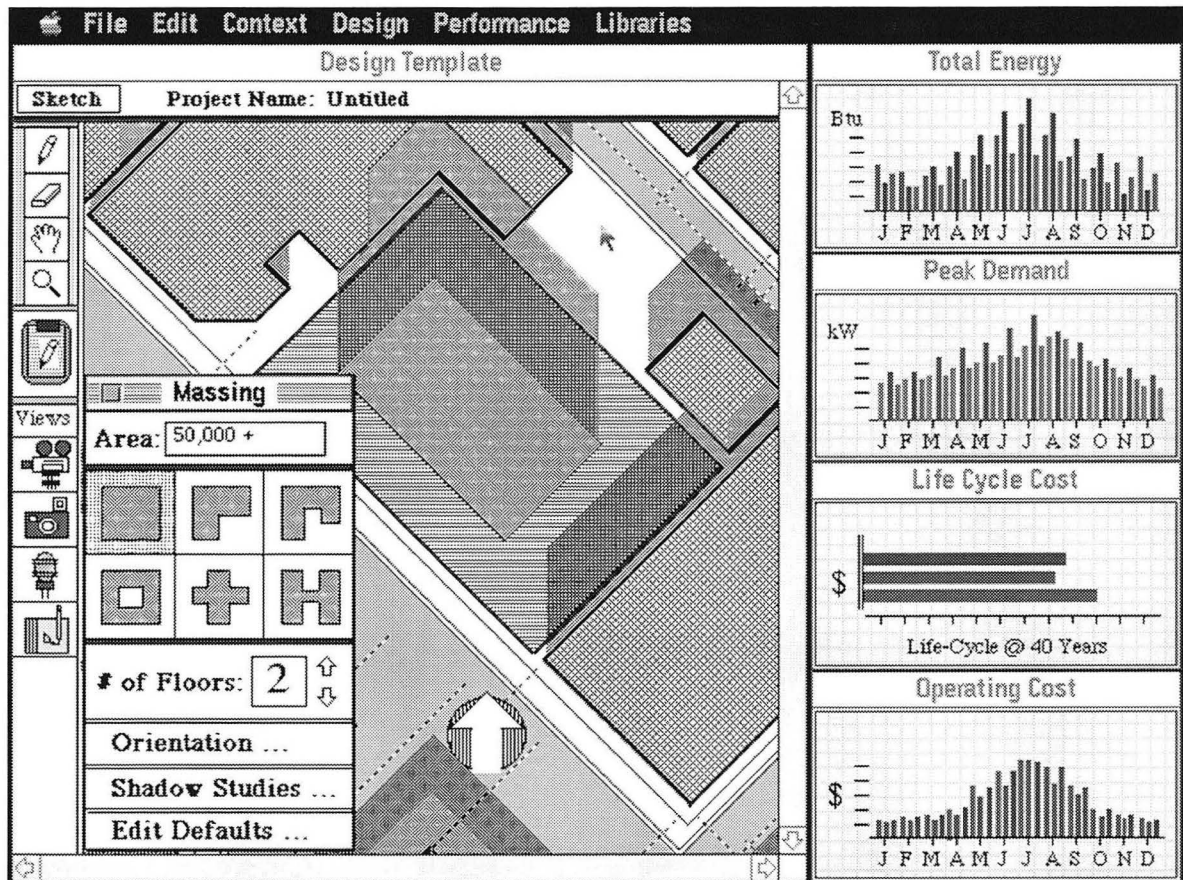 File Edit Context Design Performance Libraries
Design Template
Sketch Project Name: Untitled
Views
Massing
Area: 50,000 +
# of Floors: 2
Orientation ...
Shadow Studies ...
Edit Defaults ...
Total Energy
Btu
J F M A M J J A S O N D
Peak Demand
kW
J F M A M J J A S O N D
Life Cycle Cost
$
Life-Cycle @ 40 Years
Operating Cost
$
J F M A M J J A S O N D